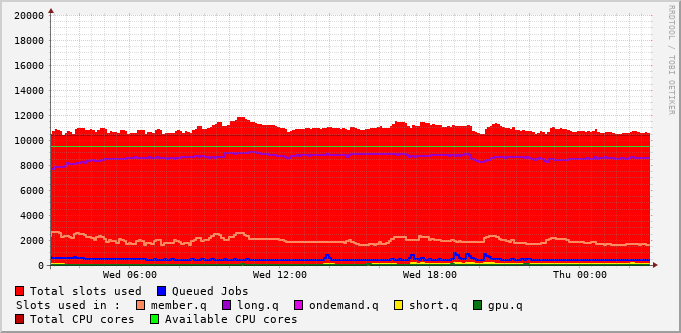 RRDTOOL / TOBI OETIKER
20000
18000
16000
14000
12000
10000
8000
6000
4000
2000
0
Wed 06:00 Wed 12:00 Wed 18:00 Thu 00:00
Total slots used Queued Jobs
Slots used in : member.q long.q ondemand.q short.q gpu.q
Total CPU cores Available CPU cores